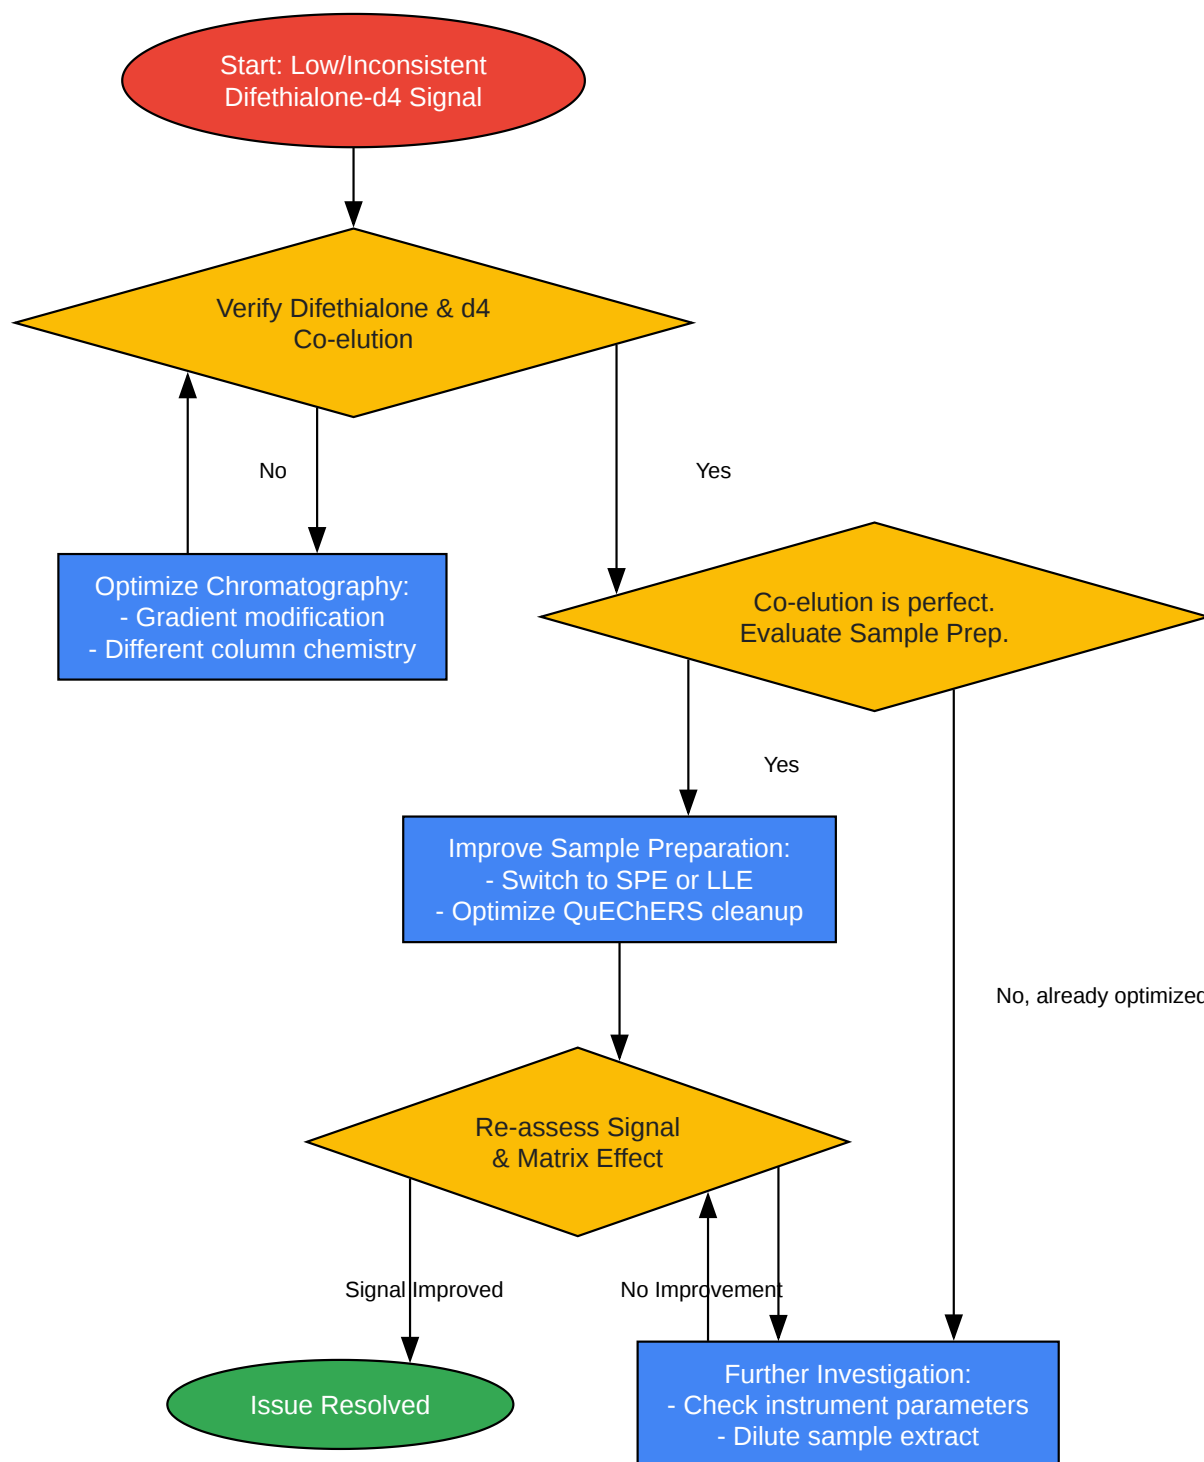 Start: Low/Inconsistent
Difethialone-d4 Signal
Verify Difethialone & d4
Co-elution
No
Yes
Optimize Chromatography:
- Gradient modification
- Different column chemistry
Co-elution is perfect.
Evaluate Sample Prep.
Yes
Improve Sample Preparation:
- Switch to SPE or LLE
- Optimize QuEChERS cleanup
No, already optimized
Re-assess Signal
& Matrix Effect
Signal Improved
No Improvement
Issue Resolved
Further Investigation:
- Check instrument parameters
- Dilute sample extract